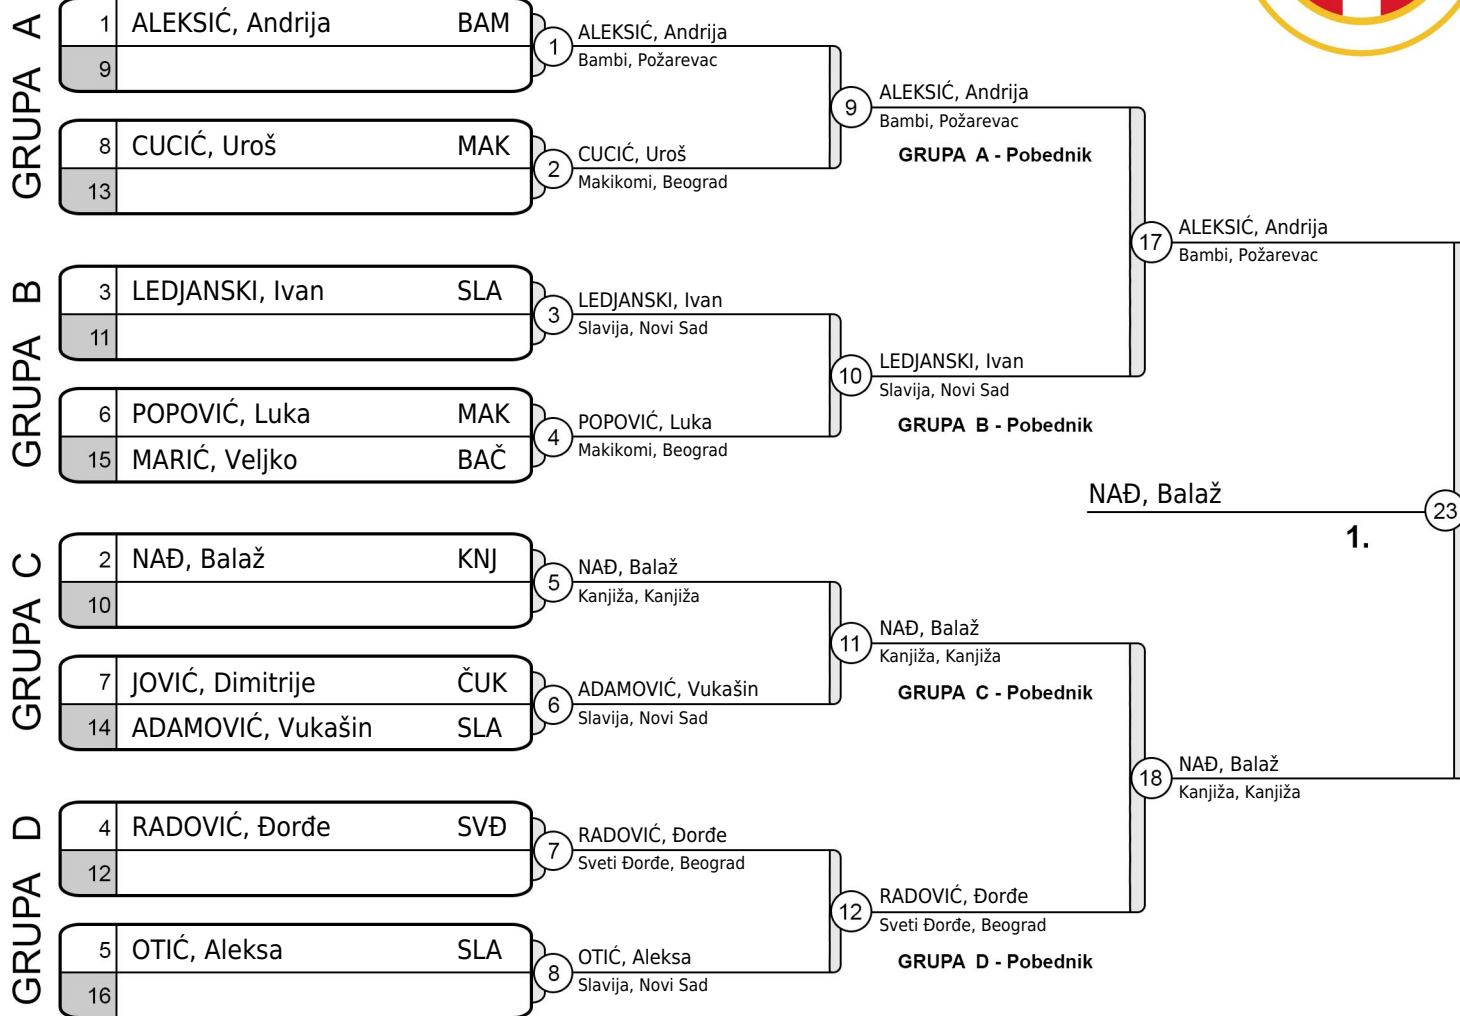 GRUPA A
1 ALEKSIĆ, Andrija BAM
9
8 CUCIĆ, Uroš MAK
13
GRUPA B
3 LEDJANSKI, Ivan SLA
11
6 POPOVIĆ, Luka MAK
15 MARIĆ, Veljko BAČ
GRUPA C
2 NAĐ, Balaž KNJ
10
7 JOVIĆ, Dimitrije ČUK
14 ADAMOVIĆ, Vukašin SLA
GRUPA D
4 RADOVIĆ, Đorđe SVĐ
12
5 OTIĆ, Aleksa SLA
16
1 ALEKSIĆ, Andrija
Bambi, Požarevac
2 CUCIĆ, Uroš
Makikomi, Beograd
3 LEDJANSKI, Ivan
Slavija, Novi Sad
4 POPOVIĆ, Luka
Makikomi, Beograd
5 NAĐ, Balaž
Kanjiža, Kanjiža
6 ADAMOVIĆ, Vukašin
Slavija, Novi Sad
7 RADOVIĆ, Đorđe
Sveti Đorđe, Beograd
8 OTIĆ, Aleksa
Slavija, Novi Sad
9 ALEKSIĆ, Andrija
Bambi, Požarevac
GRUPA A - Pobednik
10 LEDJANSKI, Ivan
Slavija, Novi Sad
GRUPA B - Pobednik
11 NAĐ, Balaž
Kanjiža, Kanjiža
GRUPA C - Pobednik
12 RADOVIĆ, Đorđe
Sveti Đorđe, Beograd
GRUPA D - Pobednik
17 ALEKSIĆ, Andrija
Bambi, Požarevac
18 NAĐ, Balaž
Kanjiža, Kanjiža
NAĐ, Balaž 23
1.